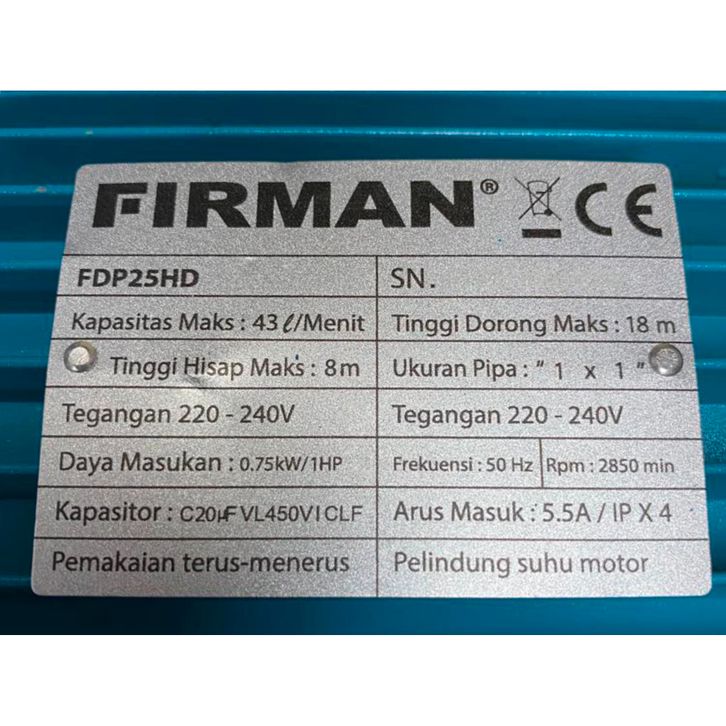 FIRMAN® CE
FDP25HD SN.
Kapasitas Maks : 43 ℓ/Menit Tinggi Dorong Maks : 18 m
Tinggi Hisap Maks : 8m Ukuran Pipa : " 1 x 1 "
Tegangan 220 - 240V Tegangan 220 - 240V
Daya Masukan : 0.75kW/1HP Frekuensi : 50 Hz Rpm : 2850 min
Kapasitor : C20μF VL450VICLF Arus Masuk : 5.5A / IP X 4
Pemakaian terus-menerus Pelindung suhu motor